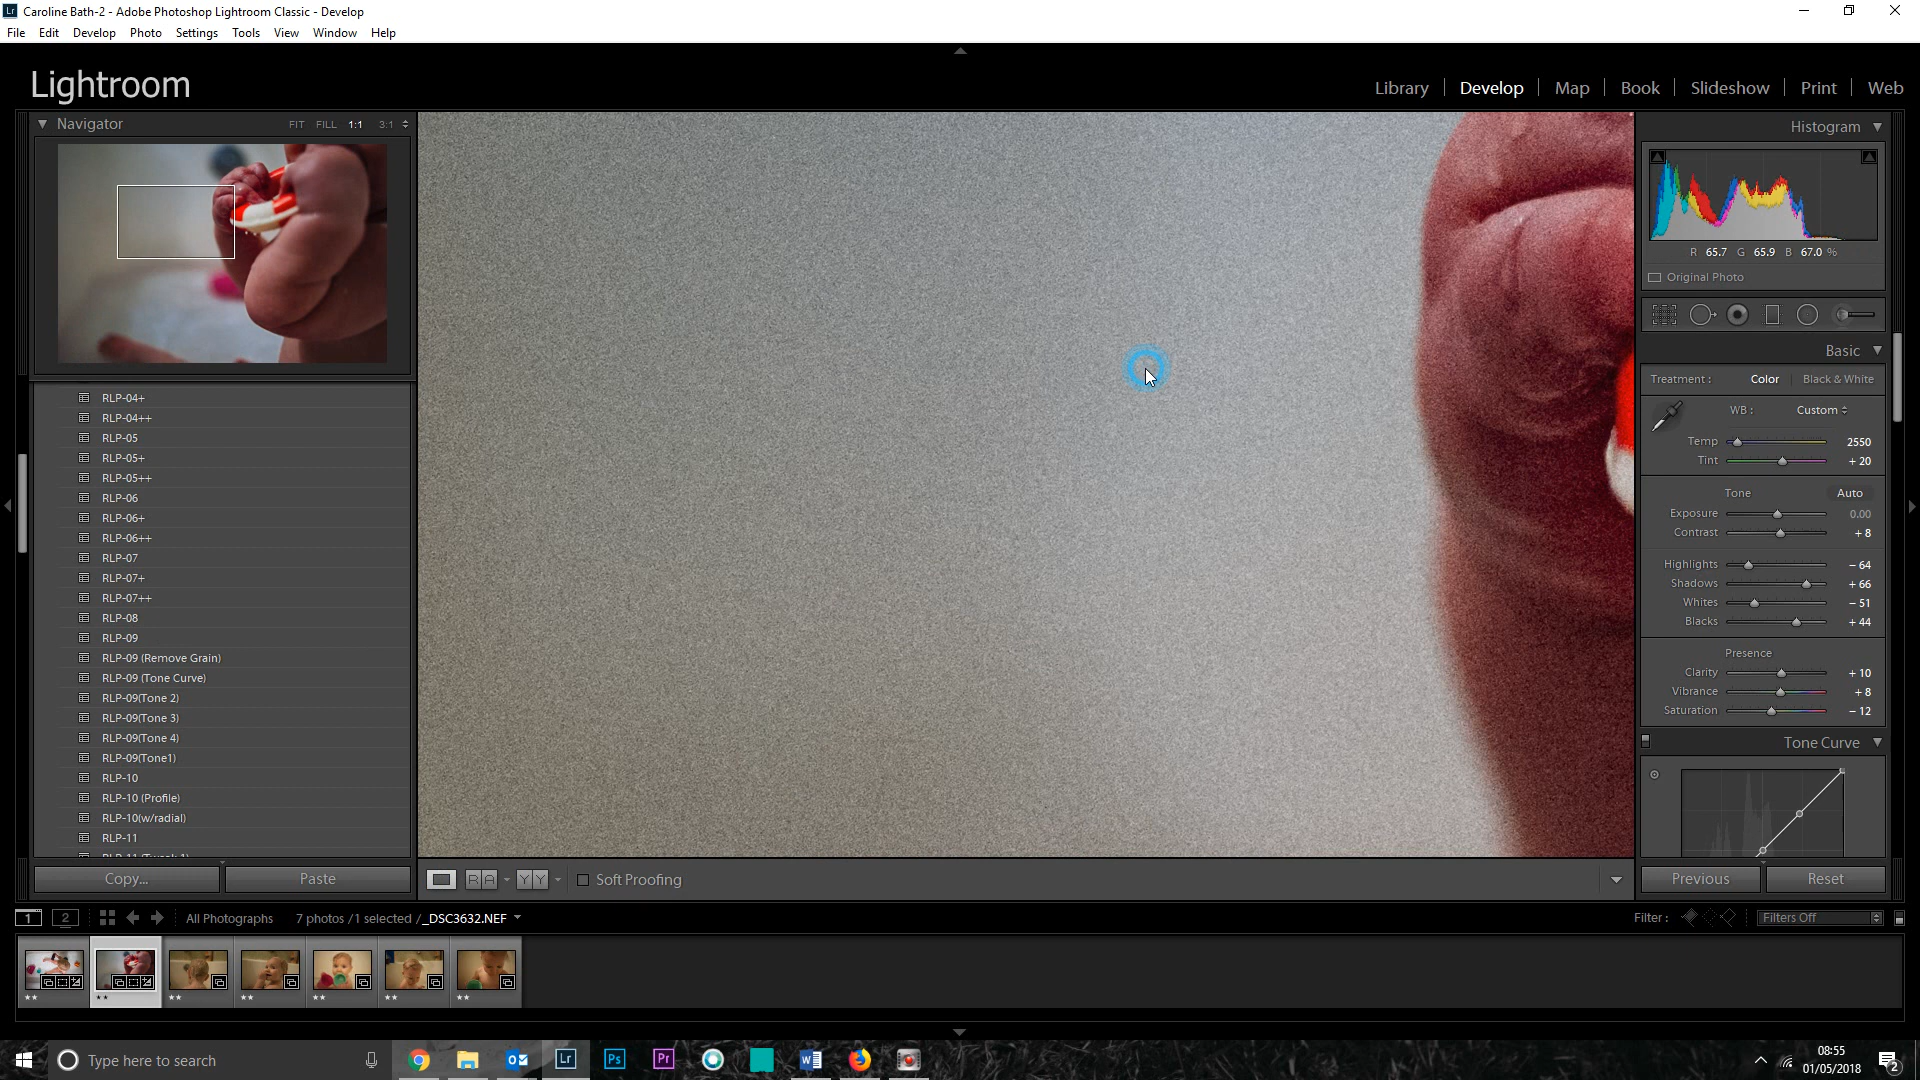 Lr Caroline Bath-2 - Adobe Photoshop Lightroom Classic - Develop
File Edit Develop Photo Settings Tools View Window Help
Lightroom
Library Develop Map Book Slideshow Print Web
Navigator FIT FILL 1:1 3:1
RLP-04+
RLP-04++
RLP-05
RLP-05+
RLP-05++
RLP-06
RLP-06+
RLP-06++
RLP-07
RLP-07+
RLP-07++
RLP-08
RLP-09
RLP-09 (Remove Grain)
RLP-09 (Tone Curve)
RLP-09(Tone 2)
RLP-09(Tone 3)
RLP-09(Tone 4)
RLP-09(Tone1)
RLP-10
RLP-10 (Profile)
RLP-10(w/radial)
RLP-11
Copy... Paste
R A Y Y Soft Proofing
Histogram
R 65.7 G 65.9 B 67.0 %
Original Photo
Basic
Treatment : Color Black & White
WB : Custom
Temp 2550
Tint + 20
Tone Auto
Exposure 0.00
Contrast + 8
Highlights − 64
Shadows + 66
Whites − 51
Blacks + 44
Presence
Clarity + 10
Vibrance + 8
Saturation − 12
Tone Curve
Previous Reset
1 2 All Photographs 7 photos / 1 selected / _DSC3632.NEF Filter : Filters Off
Type here to search
Lr Ps Pr
08:55
01/05/2018
2